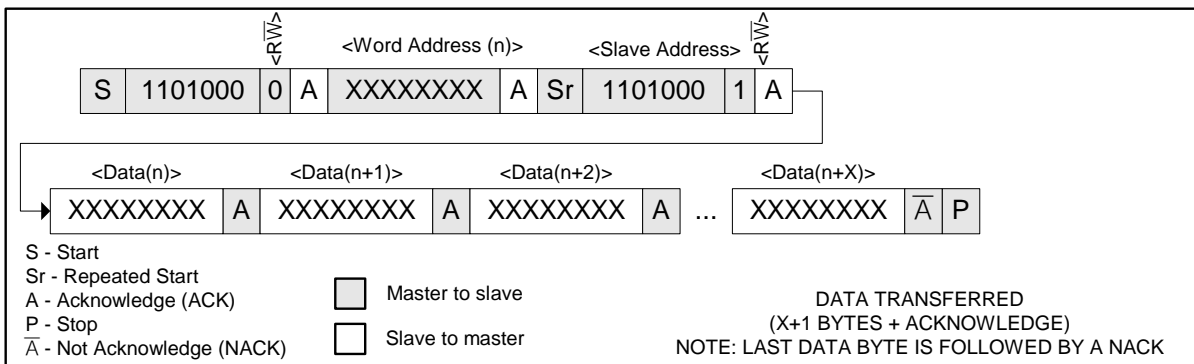 <RW̅> <Word Address (n)> <Slave Address> <RW̅>
S 1101000 0 A XXXXXXXX A Sr 1101000 1 A
<Data(n)> <Data(n+1)> <Data(n+2)> <Data(n+X)>
XXXXXXXX A XXXXXXXX A XXXXXXXX A ... XXXXXXXX A̅ P
S - Start
Sr - Repeated Start
A - Acknowledge (ACK)
P - Stop
A̅ - Not Acknowledge (NACK)
Master to slave
Slave to master
DATA TRANSFERRED
(X+1 BYTES + ACKNOWLEDGE)
NOTE: LAST DATA BYTE IS FOLLOWED BY A NACK